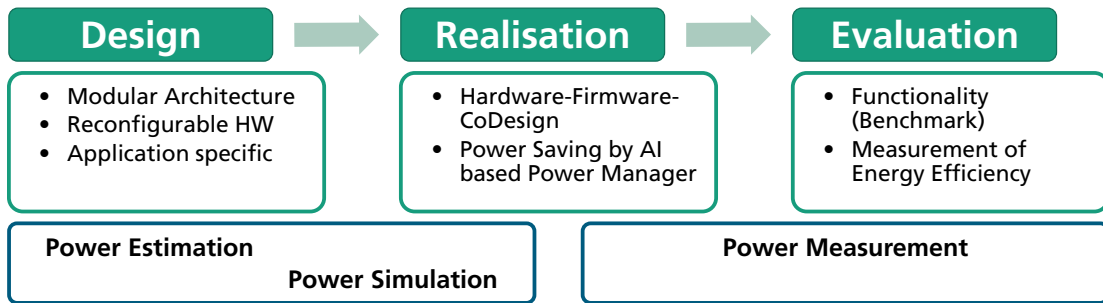 Design
Realisation
Evaluation
• Modular Architecture
• Reconfigurable HW
• Application specific
• Hardware-Firmware-
CoDesign
• Power Saving by AI
based Power Manager
• Functionality
(Benchmark)
• Measurement of
Energy Efficiency
Power Estimation
Power Simulation
Power Measurement